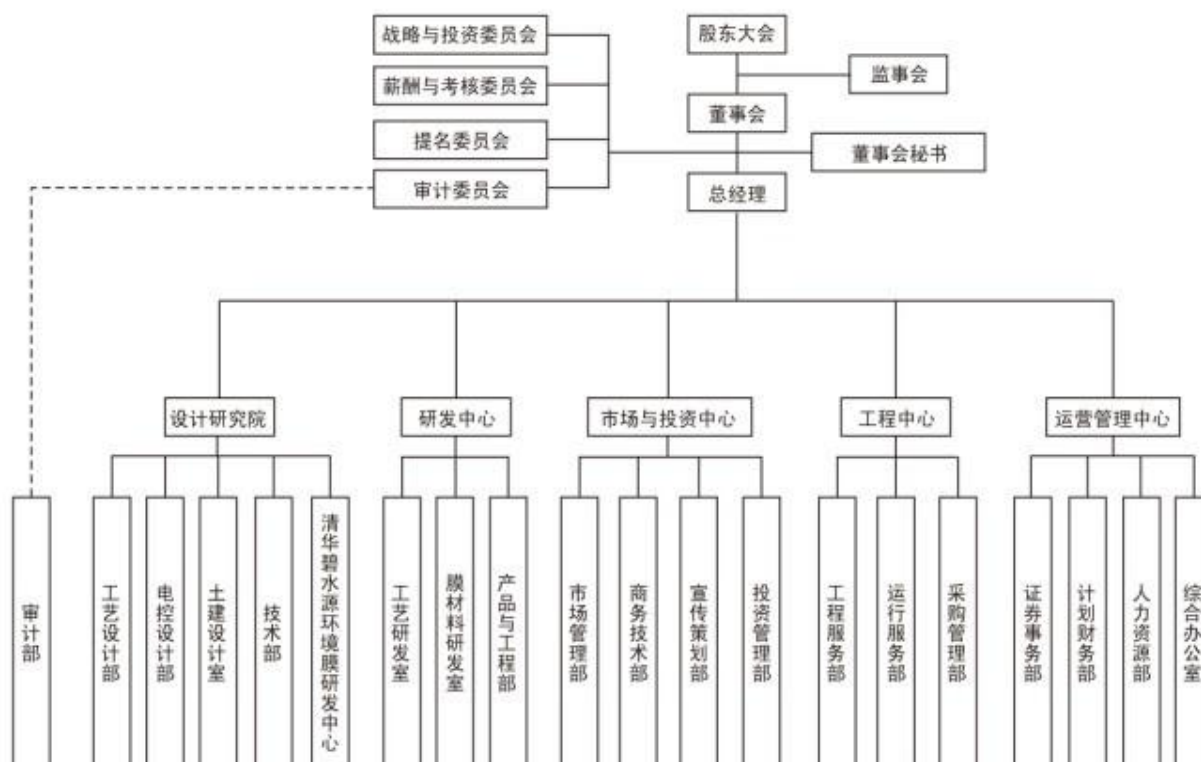 战略与投资委员会
股东大会
监事会
薪酬与考核委员会
董事会
提名委员会
董事会秘书
审计委员会
总经理
设计研究院
研发中心
市场与投资中心
工程中心
运营管理中心
审计部
工艺设计部
电控设计部
土建设计室
技术部
清华碧水源环境膜研发中心
工艺研发室
膜材料研发室
产品与工程部
市场管理部
商务技术部
宣传策划部
投资管理部
工程服务部
运行服务部
采购管理部
证券事务部
计划财务部
人力资源部
综合办公室